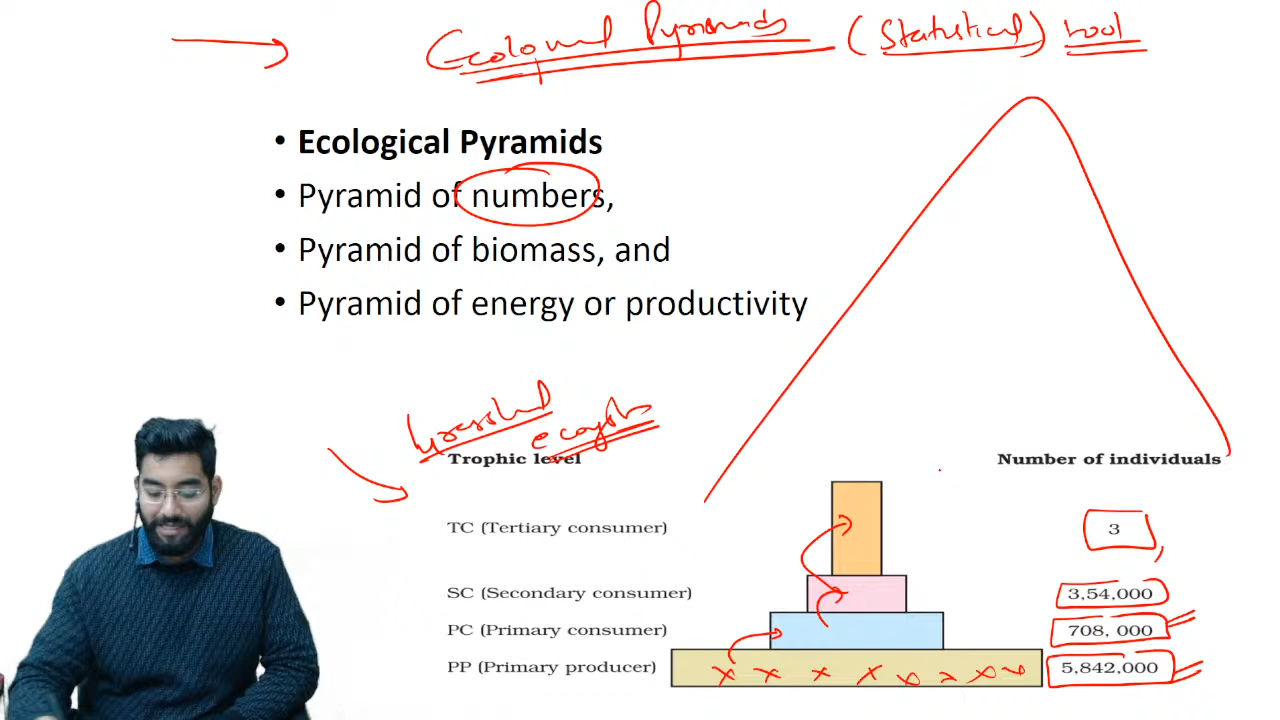 Ecological Pyramids (Statistical) tool
• Ecological Pyramids
• Pyramid of numbers,
• Pyramid of biomass, and
• Pyramid of energy or productivity
Trophic level
Number of individuals
TC (Tertiary consumer)
3
SC (Secondary consumer)
3,54,000
PC (Primary consumer)
708, 000
PP (Primary producer)
5,842,000